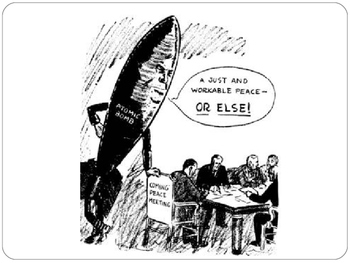 A JUST AND
WORKABLE PEACE—
OR ELSE!
ATOMIC
BOMB
COMING
PEACE
MEETING